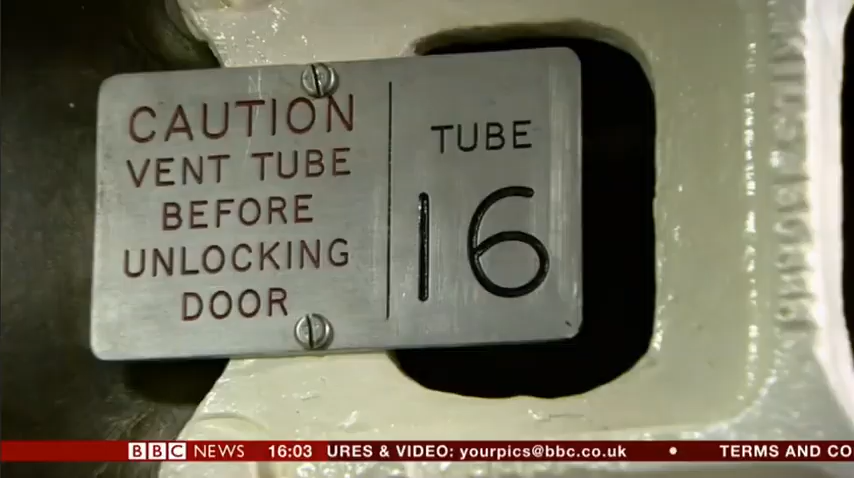 CAUTION
VENT TUBE
BEFORE
UNLOCKING
DOOR
TUBE
16
BBC NEWS 16:03 URES & VIDEO: yourpics@bbc.co.uk • TERMS AND CO